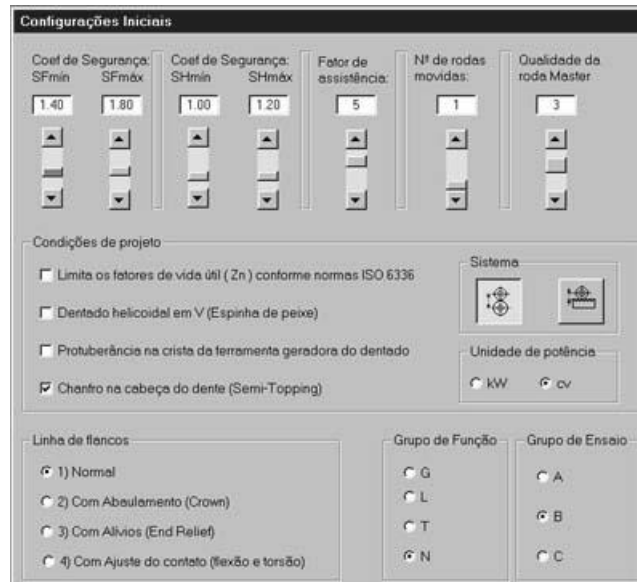 Configurações Iniciais
Coef de Segurança:
SFmín SFmáx
1.40 1.80
Coef de Segurança:
SHmín SHmáx
1.00 1.20
Fator de
assistência:
5
Nº de rodas
movidas:
1
Qualidade da
roda Master
3
Condições de projeto
Limita os fatores de vida útil ( Zn ) conforme normas ISO 6336
Dentado helicoidal em V (Espinha de peixe)
Protuberância na crista da ferramenta geradora do dentado
Chanfro na cabeça do dente (Semi-Topping)
Sistema
Unidade de potência
kW cv
Linha de flancos
1) Normal
2) Com Abaulamento (Crown)
3) Com Alívios (End Relief)
4) Com Ajuste do contato (flexão e torsão)
Grupo de Função
G
L
T
N
Grupo de Ensaio
A
B
C